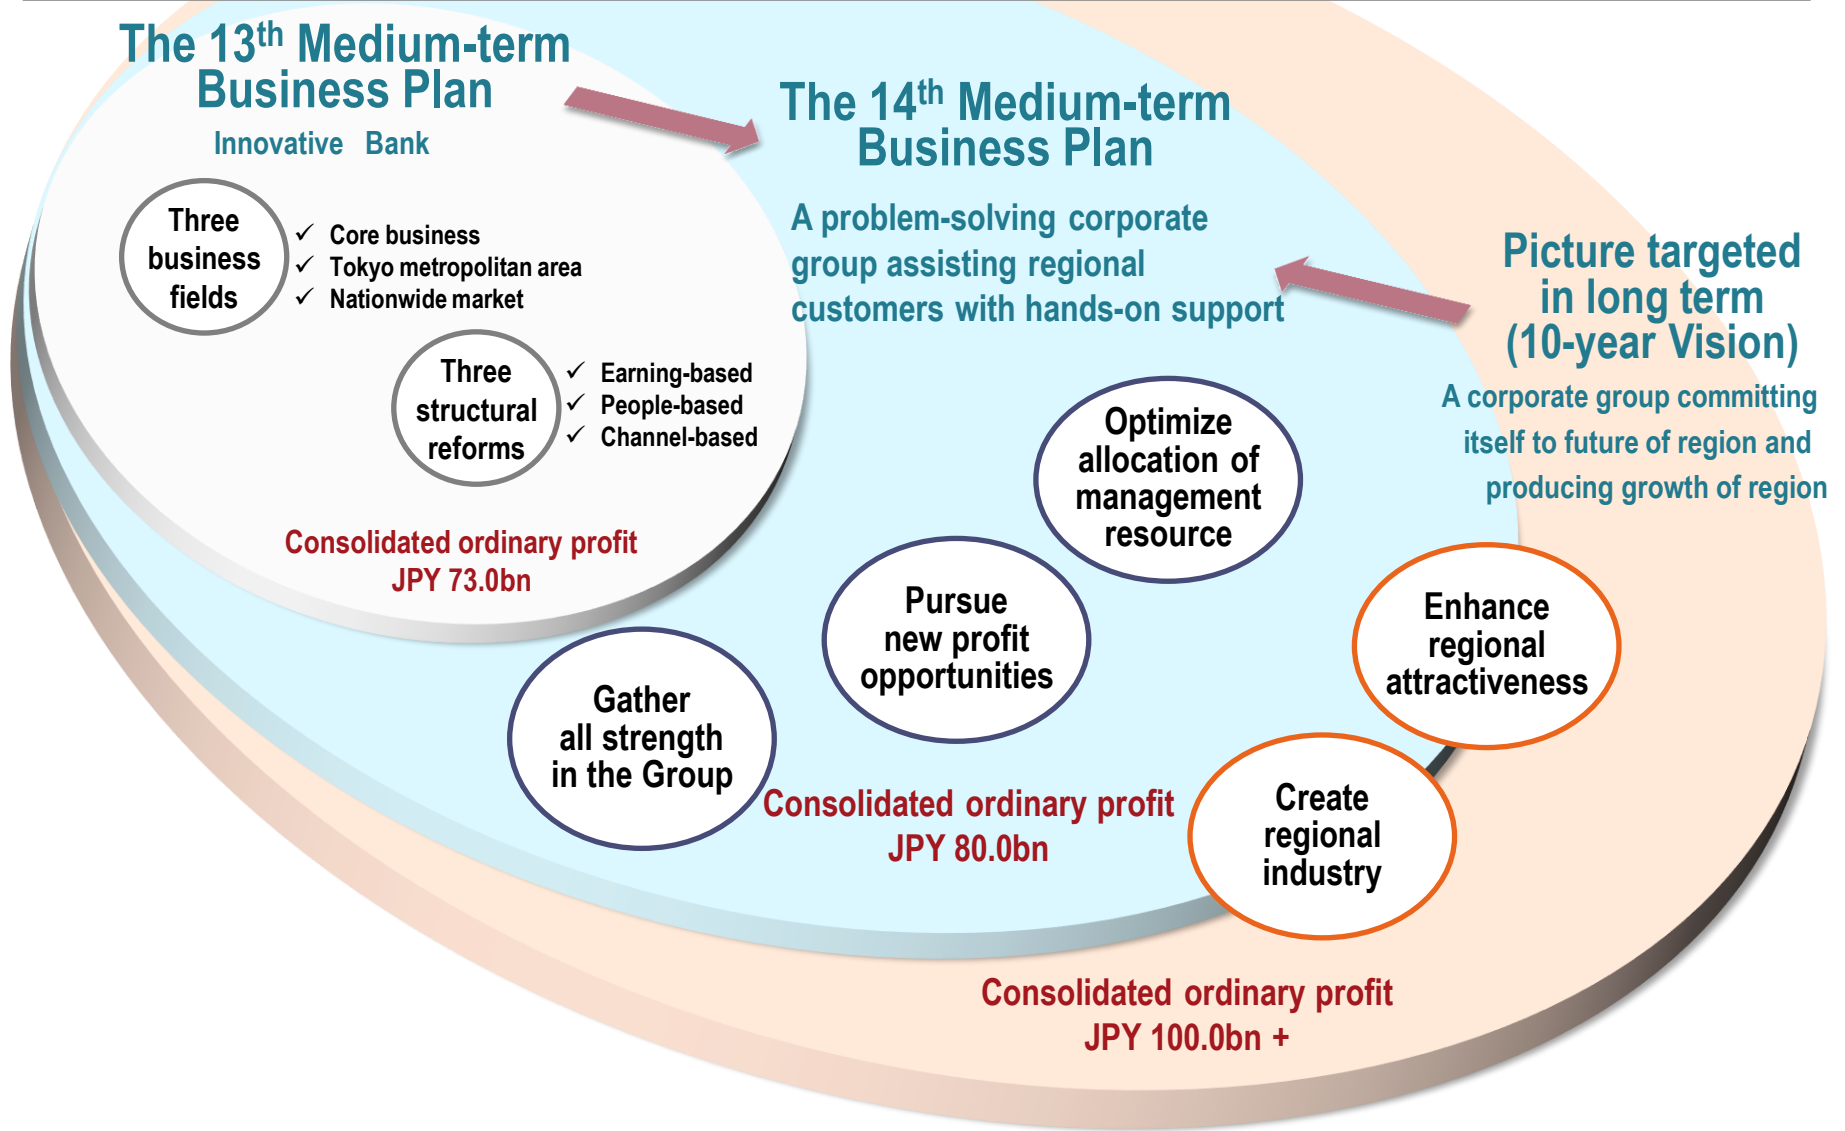 The 13th Medium-term
Business Plan
Innovative Bank
Three
business
fields
✓ Core business
✓ Tokyo metropolitan area
✓ Nationwide market
Three
structural
reforms
✓ Earning-based
✓ People-based
✓ Channel-based
Consolidated ordinary profit
JPY 73.0bn
The 14th Medium-term
Business Plan
A problem-solving corporate
group assisting regional
customers with hands-on support
Optimize
allocation of
management
resource
Pursue
new profit
opportunities
Gather
all strength
in the Group
Consolidated ordinary profit
JPY 80.0bn
Picture targeted
in long term
(10-year Vision)
A corporate group committing
itself to future of region and
producing growth of region
Enhance
regional
attractiveness
Create
regional
industry
Consolidated ordinary profit
JPY 100.0bn +